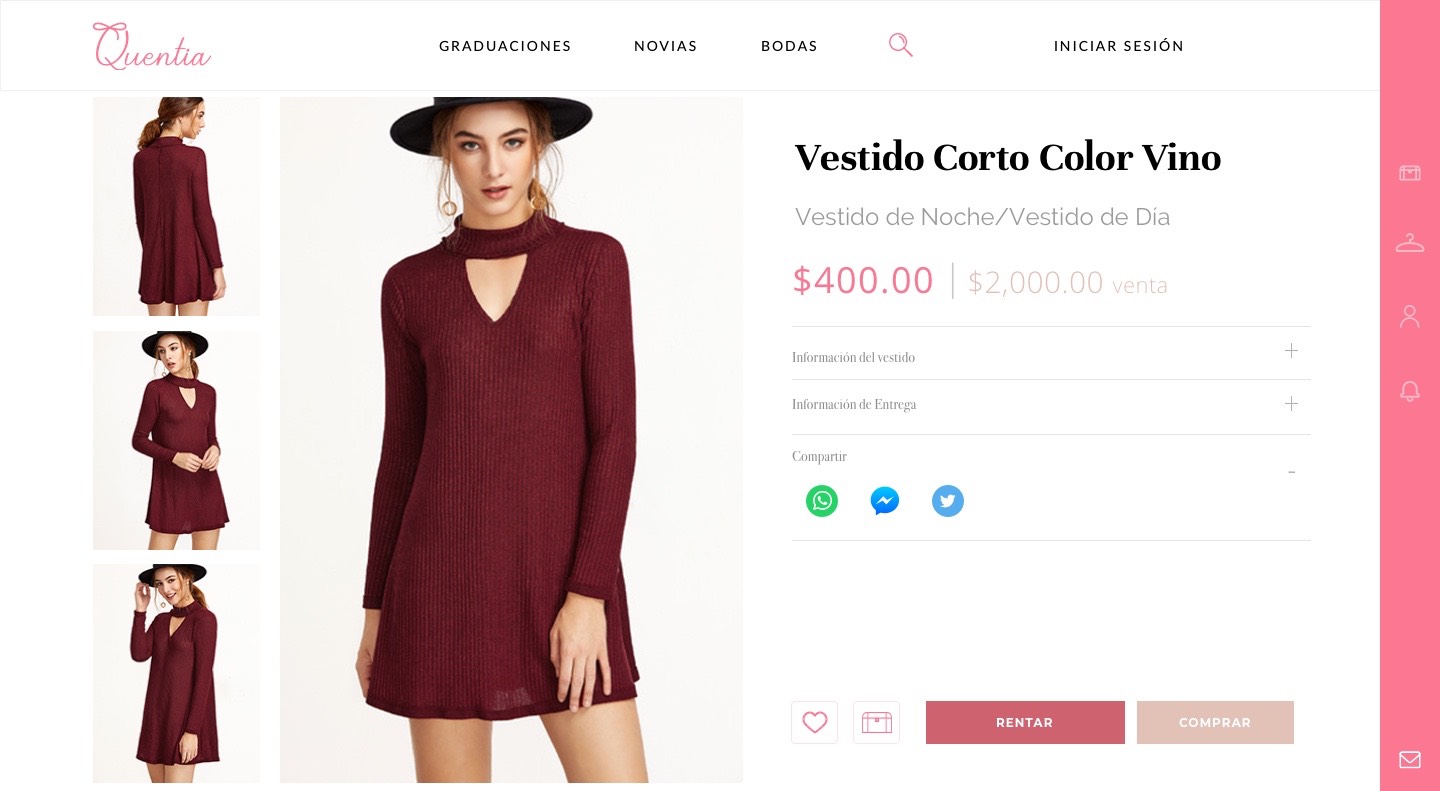 Quentia
GRADUACIONES
NOVIAS
BODAS
INICIAR SESIÓN
Vestido Corto Color Vino
Vestido de Noche/Vestido de Día
$400.00 | $2,000.00 venta
Información del vestido
Información de Entrega
Compartir
RENTAR
COMPRAR